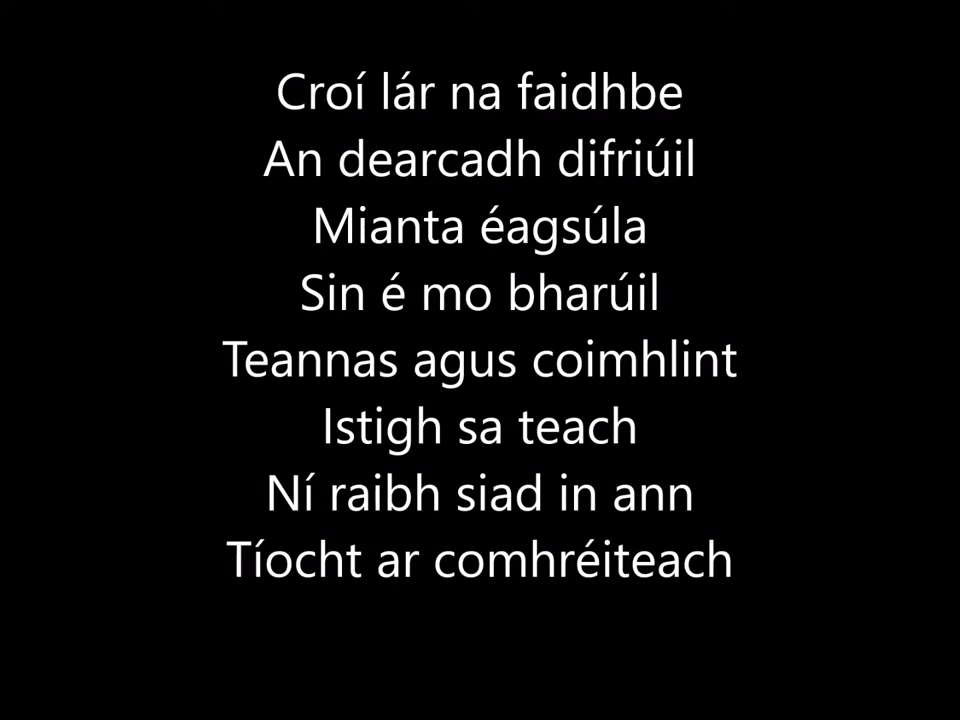 Croí lár na faidhbe
An dearcadh difriúil
Mianta éagsúla
Sin é mo bharúil
Teannas agus coimhlint
Istigh sa teach
Ní raibh siad in ann
Tíocht ar comhréiteach